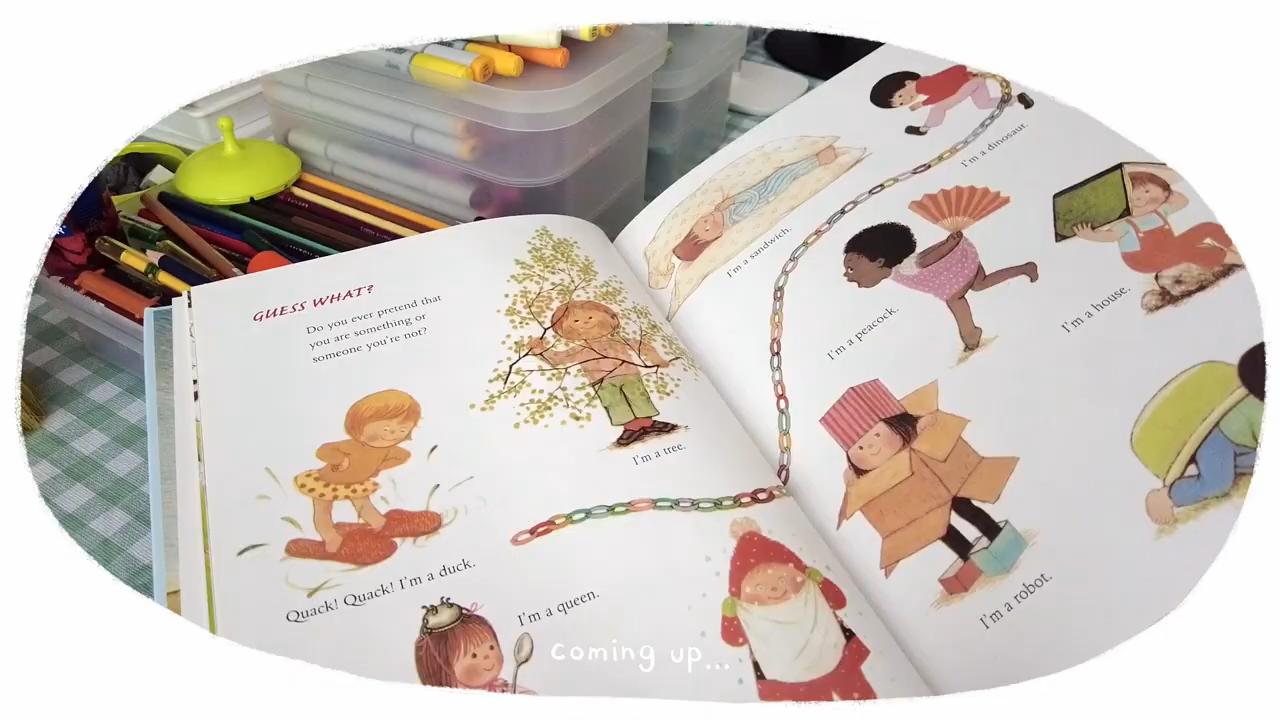 GUESS WHAT?
Do you ever pretend that
you are something or
someone you're not?
I'm a tree.
Quack! Quack! I'm a duck.
I'm a queen.
I'm a dinosaur.
I'm a sandwich.
I'm a peacock.
I'm a house.
I'm a robot.
coming up...